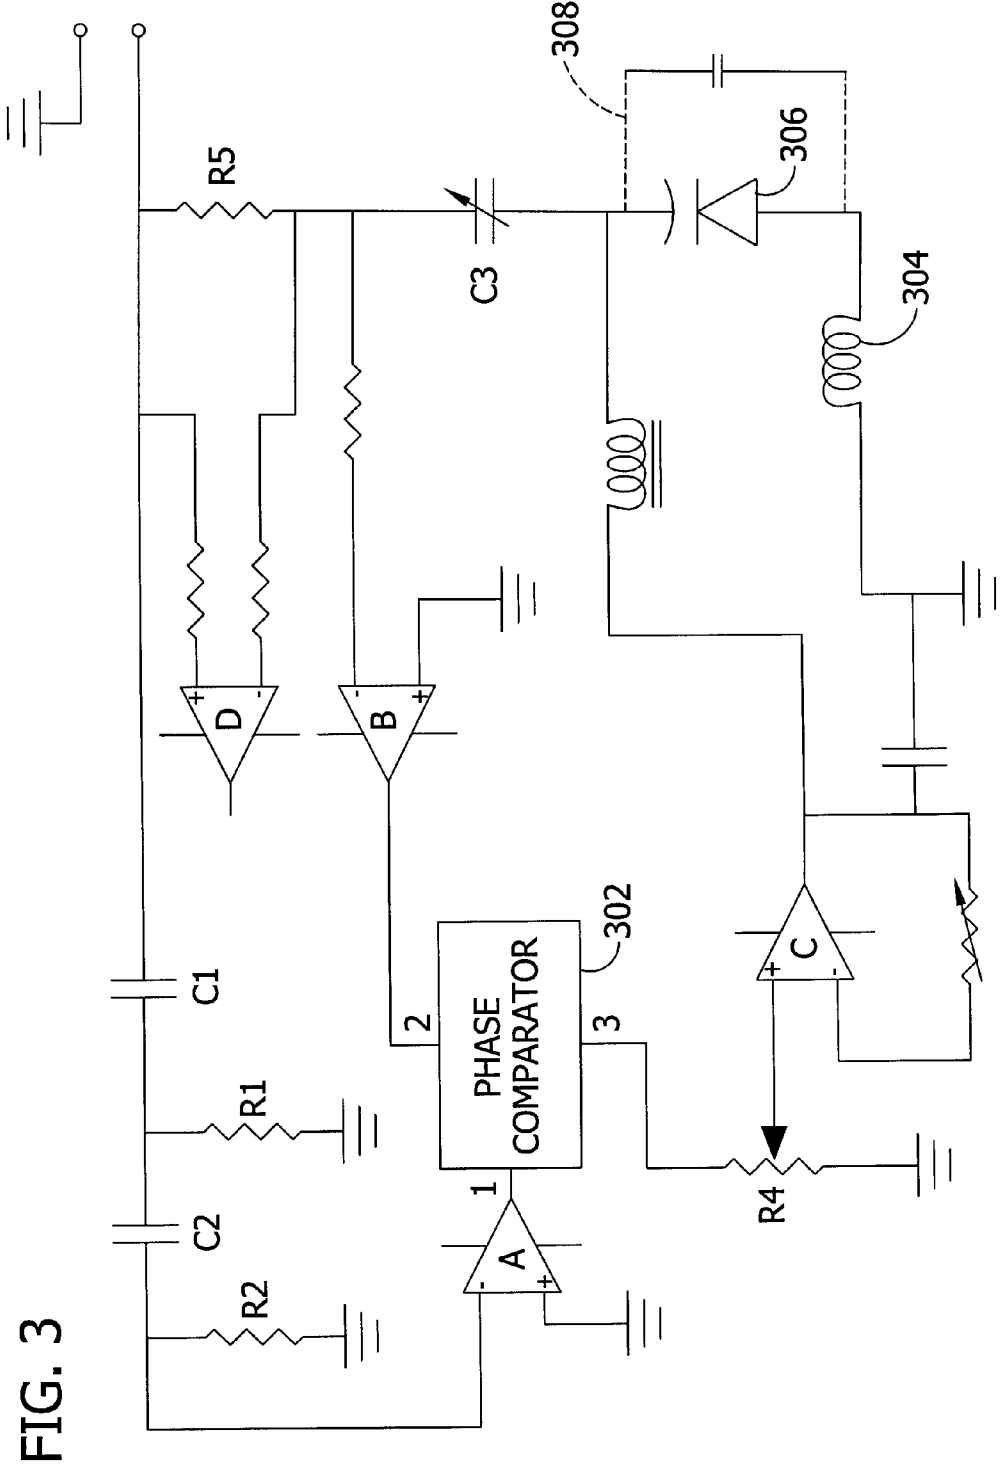 FIG. 3
R2
C2
R1
C1
R5
D
+
-
B
-
+
A
-
+
1
2
3
PHASE
COMPARATOR
302
R4
C
+
-
C3
304
306
308